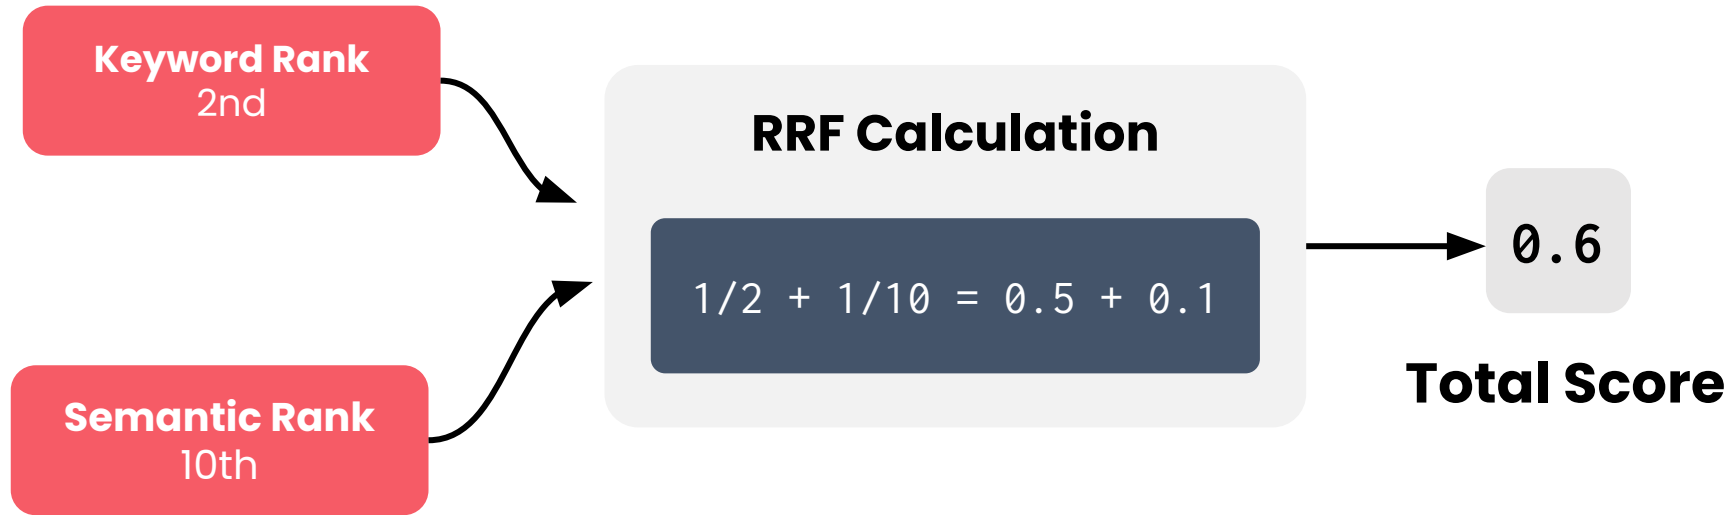 Keyword Rank
2nd
Semantic Rank
10th
RRF Calculation
1/2 + 1/10 = 0.5 + 0.1
0.6
Total Score